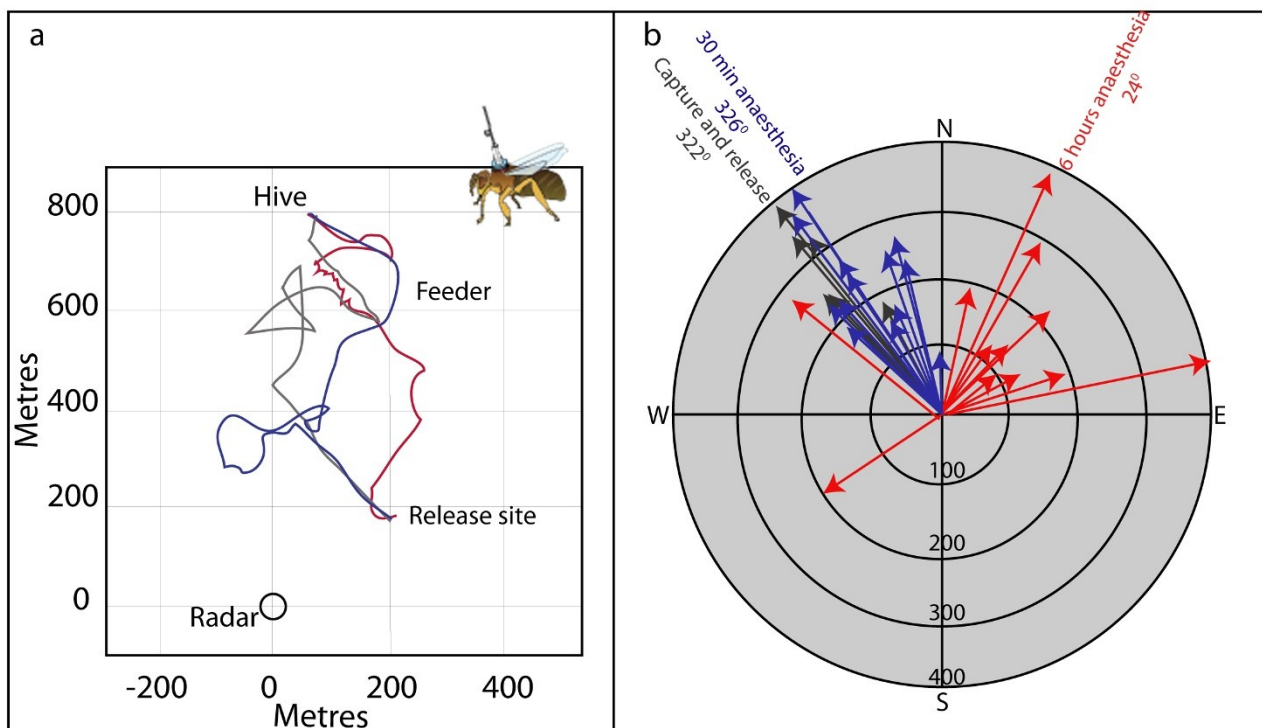 a
Hive
Feeder
Release site
Radar
Metres
800
600
400
200
0
-200
0
200
400
Metres
b
Capture and release
322⁰
30 min anaesthesia
326⁰
6 hours anaesthesia
24⁰
N
W
E
100
200
300
400
S